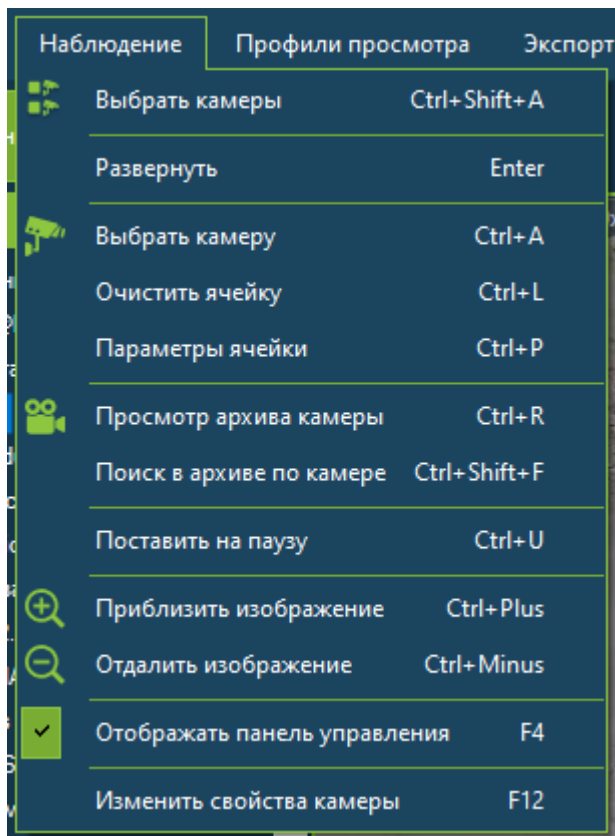 Наблюдение Профили просмотра Экспорт
Выбрать камеры Ctrl+Shift+A
Развернуть Enter
Выбрать камеру Ctrl+A
Очистить ячейку Ctrl+L
Параметры ячейки Ctrl+P
Просмотр архива камеры Ctrl+R
Поиск в архиве по камере Ctrl+Shift+F
Поставить на паузу Ctrl+U
Приблизить изображение Ctrl+Plus
Отдалить изображение Ctrl+Minus
Отображать панель управления F4
Изменить свойства камеры F12